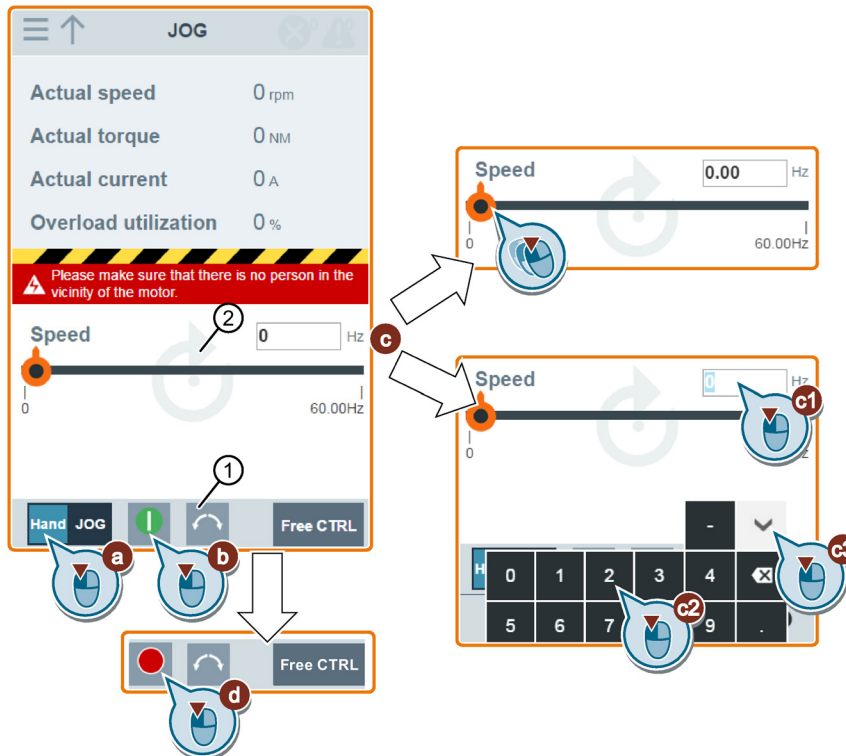 JOG
Actual speed 0 rpm
Actual torque 0 NM
Actual current 0 A
Overload utilization 0 %
Please make sure that there is no person in the
vicinity of the motor.
2
Speed 0 Hz
0 60.00Hz
1
Hand JOG Free CTRL
a b
c
Speed 0.00 Hz
0 60.00Hz
Speed 0 Hz
c1
0
- 
c3
0 1 2 3 4
c2
5 6 7 9 .
Free CTRL
d